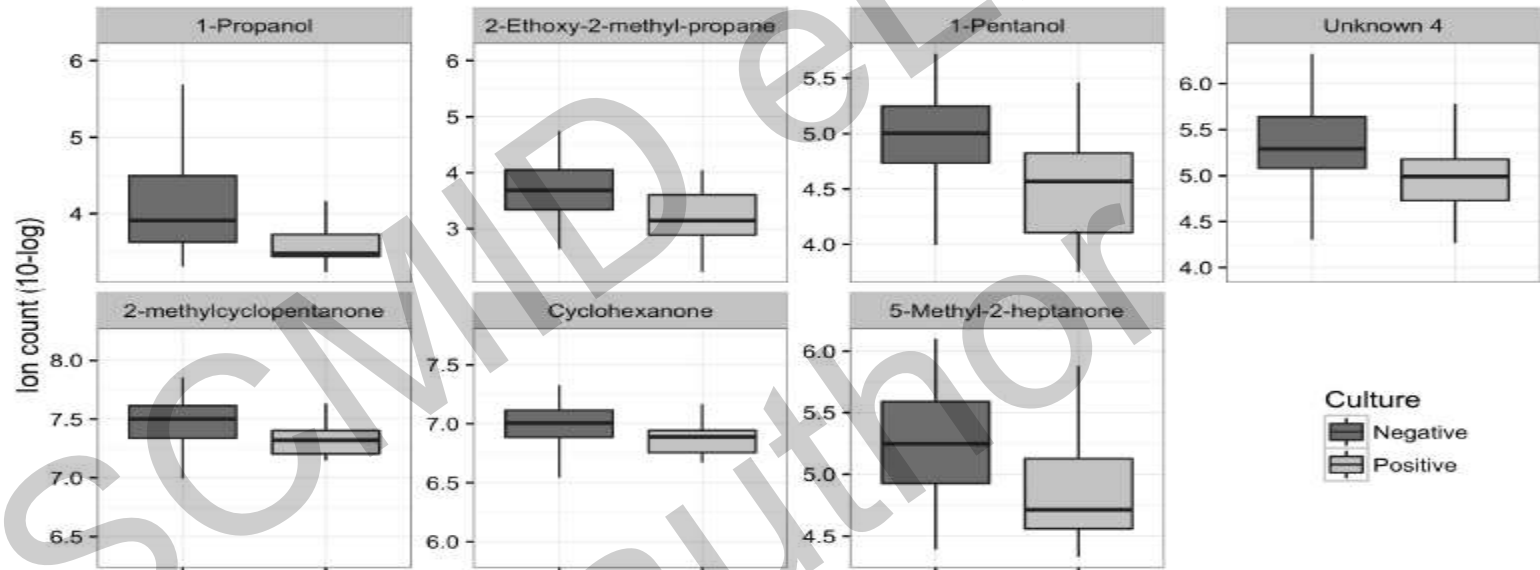 1-Propanol
2-Ethoxy-2-methyl-propane
1-Pentanol
Unknown 4
6
5
4
6
5
4
3
5.5
5.0
4.5
4.0
6.0
5.5
5.0
4.5
4.0
Ion count (10-log)
2-methylcyclopentanone
Cyclohexanone
5-Methyl-2-heptanone
8.0
7.5
7.0
6.5
7.5
7.0
6.5
6.0
6.0
5.5
5.0
4.5
Culture
Negative
Positive
SCMID eL
author